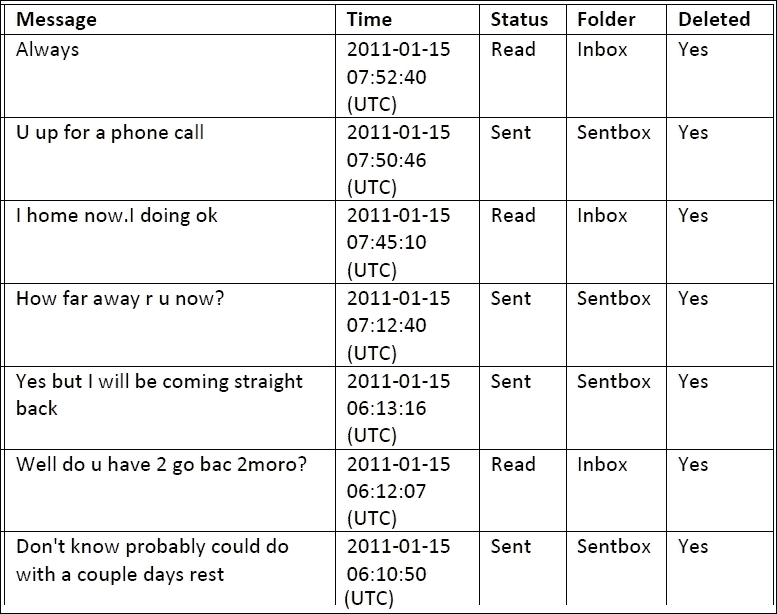 Message Time Status Folder Deleted
Always 2011-01-15 Read Inbox Yes
07:52:40
(UTC)
U up for a phone call 2011-01-15 Sent Sentbox Yes
07:50:46
(UTC)
I home now.I doing ok 2011-01-15 Read Inbox Yes
07:45:10
(UTC)
How far away r u now? 2011-01-15 Sent Sentbox Yes
07:12:40
(UTC)
Yes but I will be coming straight 2011-01-15 Sent Sentbox Yes
back 06:13:16
(UTC)
Well do u have 2 go bac 2moro? 2011-01-15 Read Inbox Yes
06:12:07
(UTC)
Don't know probably could do 2011-01-15 Sent Sentbox Yes
with a couple days rest 06:10:50
(UTC)